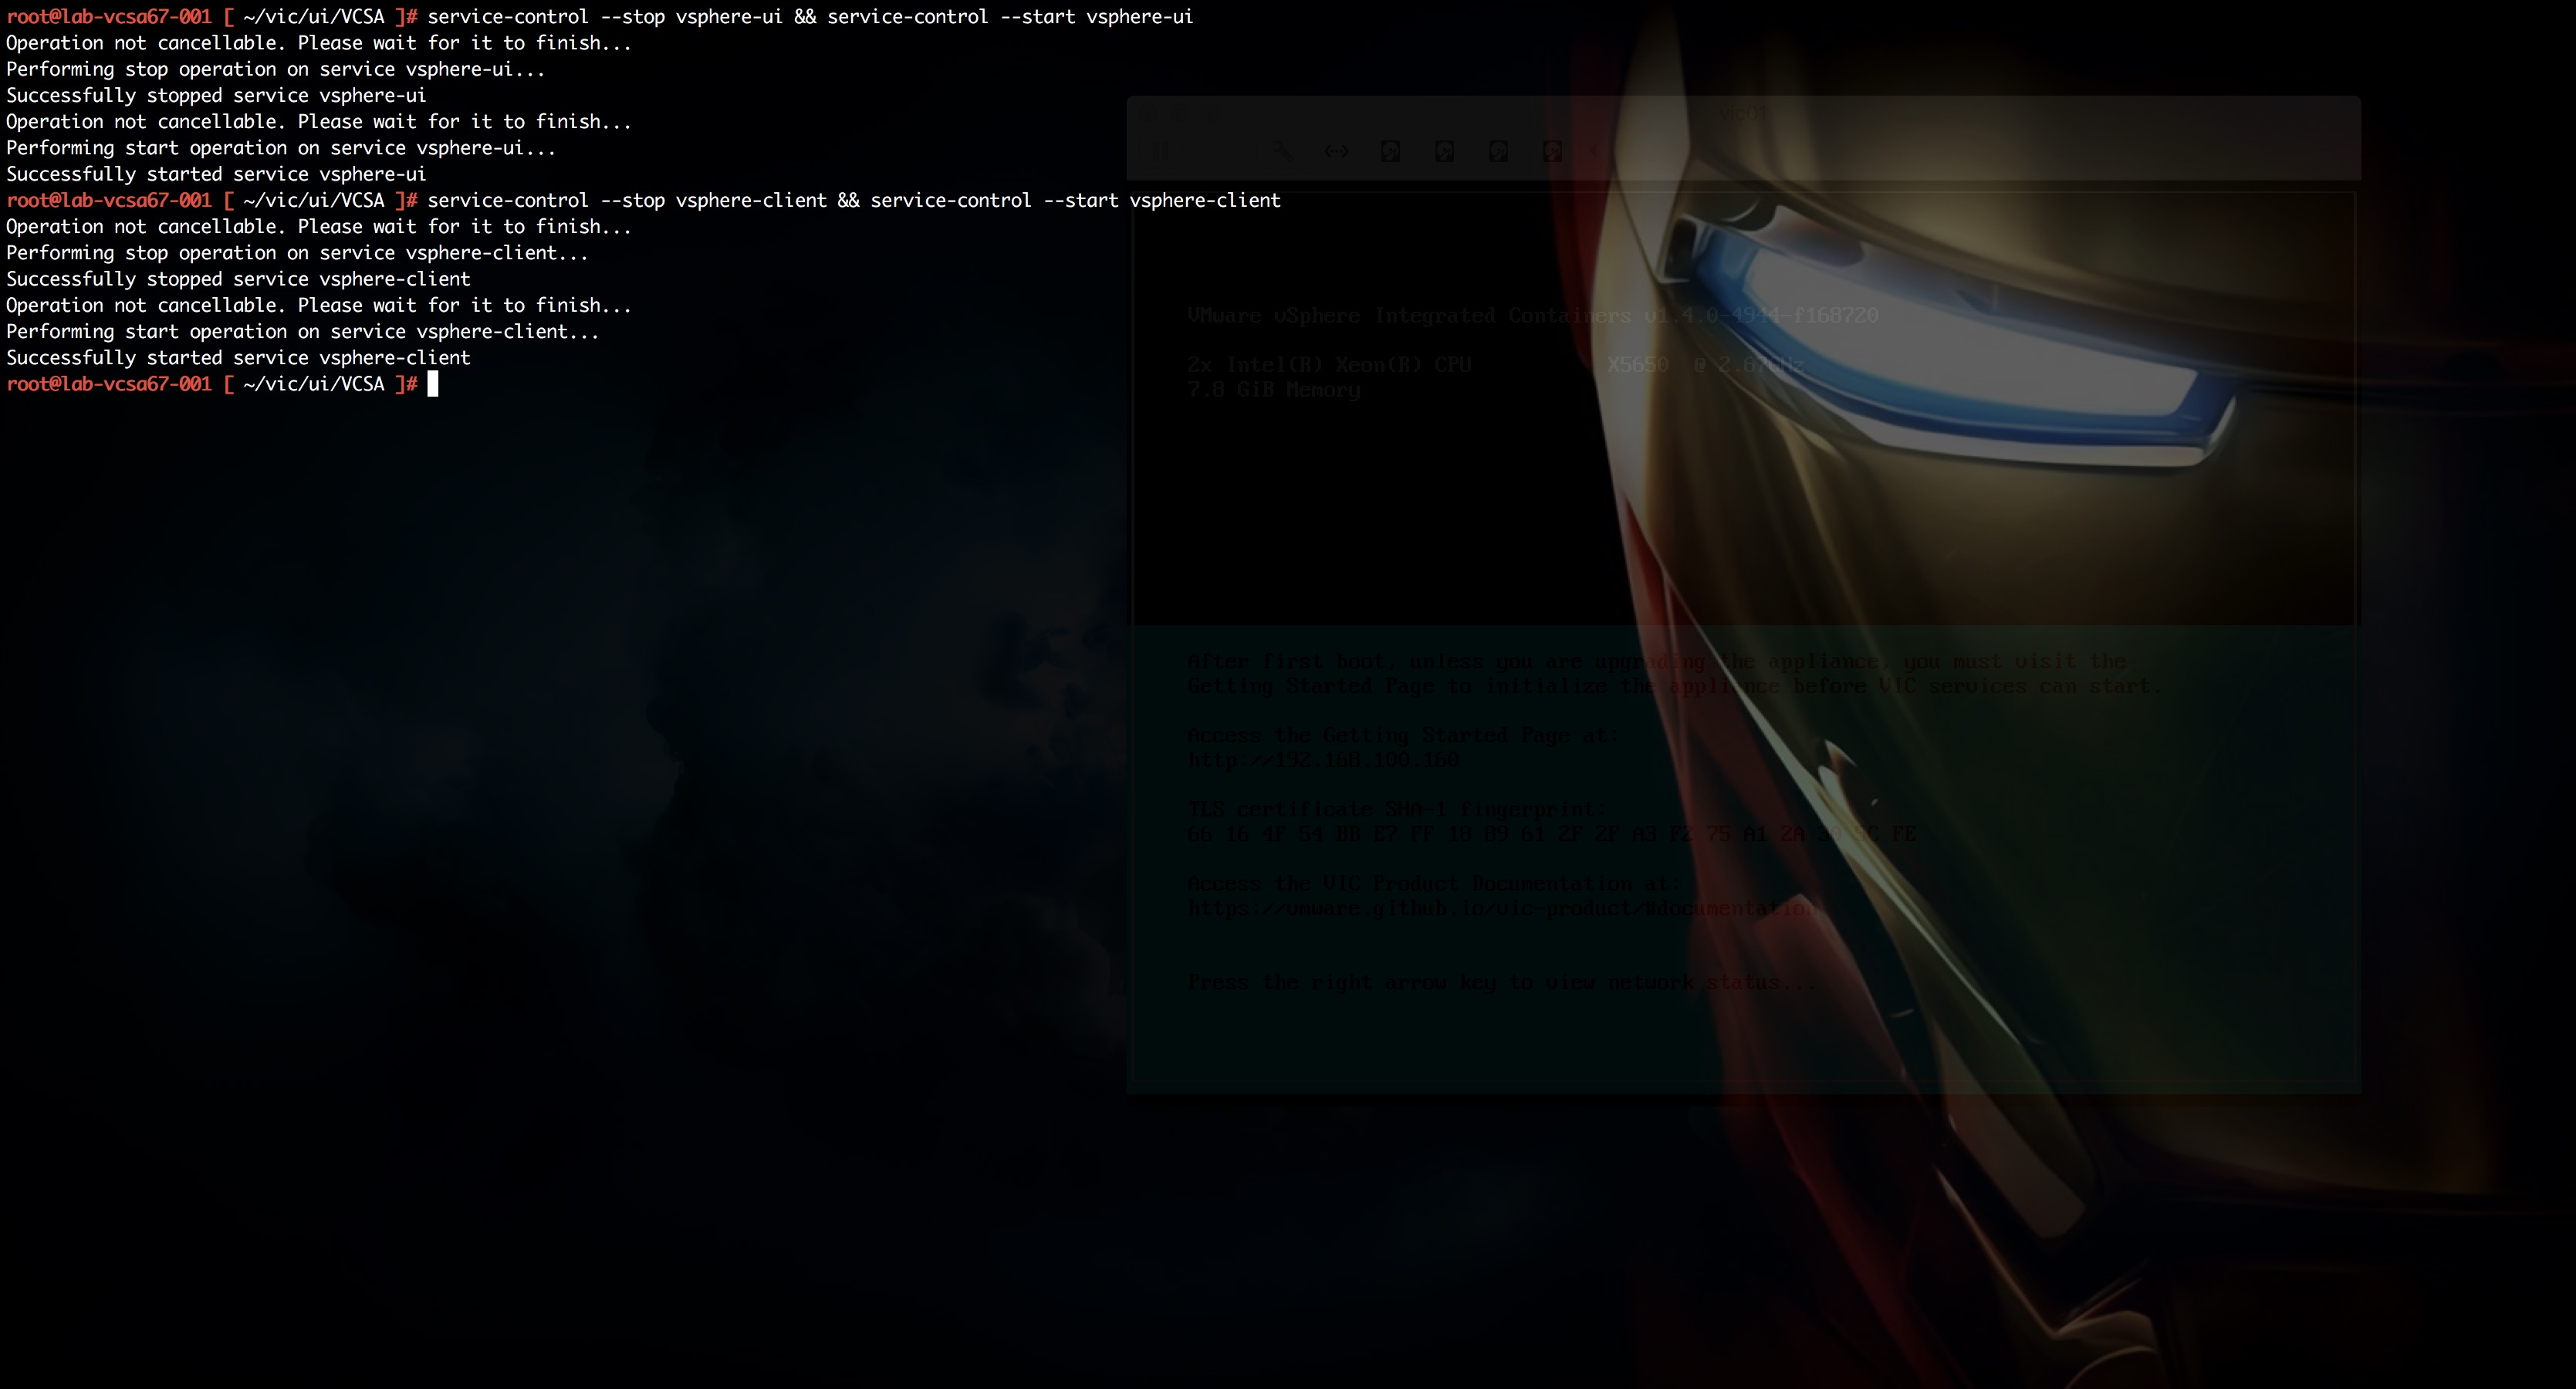 root@lab-vcsa67-001 [ ~/vic/ui/VCSA ]# service-control --stop vsphere-ui && service-control --start vsphere-ui
Operation not cancellable. Please wait for it to finish...
Performing stop operation on service vsphere-ui...
Successfully stopped service vsphere-ui
Operation not cancellable. Please wait for it to finish...
Performing start operation on service vsphere-ui...
Successfully started service vsphere-ui
root@lab-vcsa67-001 [ ~/vic/ui/VCSA ]# service-control --stop vsphere-client && service-control --start vsphere-client
Operation not cancellable. Please wait for it to finish...
Performing stop operation on service vsphere-client...
Successfully stopped service vsphere-client
Operation not cancellable. Please wait for it to finish...
Performing start operation on service vsphere-client...
Successfully started service vsphere-client
root@lab-vcsa67-001 [ ~/vic/ui/VCSA ]#
vic01
VMware vSphere Integrated Containers v1.4.0-4944-f168720
2x Intel(R) Xeon(R) CPU X5650 @ 2.67GHz
7.8 GiB Memory
After first boot, unless you are upgrading the appliance, you must visit the
Getting Started Page to initialize the appliance before VIC services can start.
Access the Getting Started Page at:
http://192.168.100.160
TLS certificate SHA-1 fingerprint:
66 16 4F 54 BB E7 FF 18 89 61 2F 2F A3 F2 75 A1 2A FE
Access the VIC Product Documentation at:
https://vmware.github.io/vic-product/#documentation
Press the right arrow key to view network status...